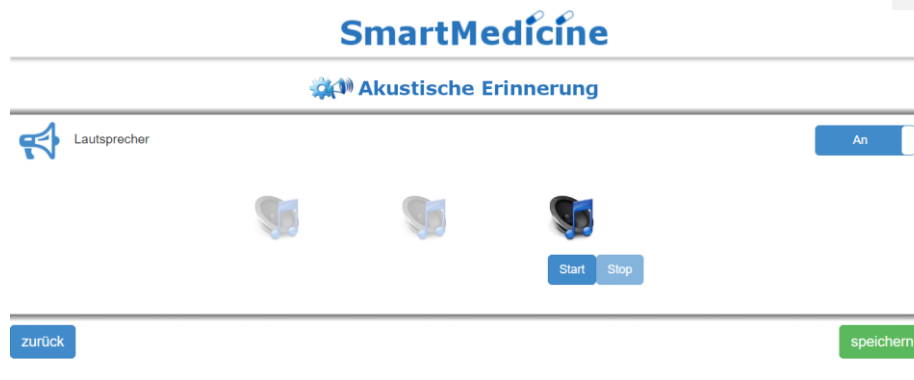 SmartMedicine
Akustische Erinnerung
Lautsprecher
An
Start
Stop
zurück
speichern